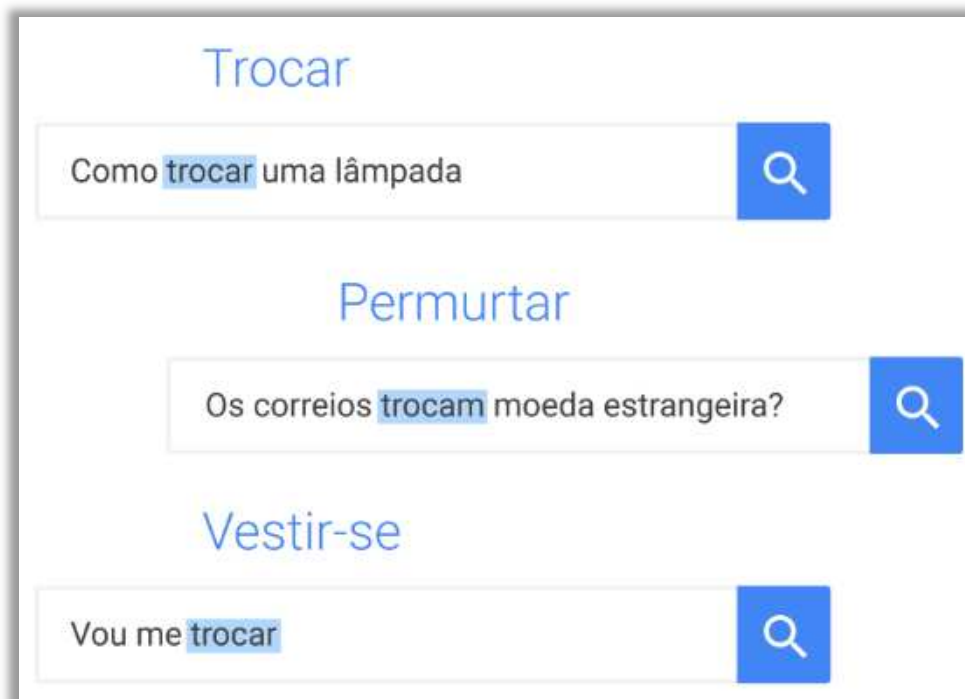 Trocar
Como trocar uma lâmpada
Permurtar
Os correios trocam moeda estrangeira?
Vestir-se
Vou me trocar